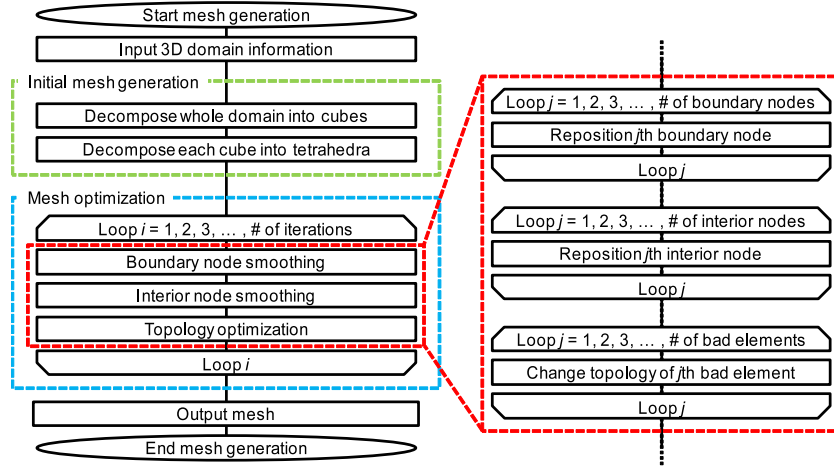 Start mesh generation
Input 3D domain information
Initial mesh generation
Decompose whole domain into cubes
Decompose each cube into tetrahedra
Mesh optimization
Loop i = 1, 2, 3, … , # of iterations
Boundary node smoothing
Interior node smoothing
Topology optimization
Loop i
Output mesh
End mesh generation
Loop j = 1, 2, 3, … , # of boundary nodes
Reposition jth boundary node
Loop j
Loop j = 1, 2, 3, … , # of interior nodes
Reposition jth interior node
Loop j
Loop j = 1, 2, 3, … , # of bad elements
Change topology of jth bad element
Loop j